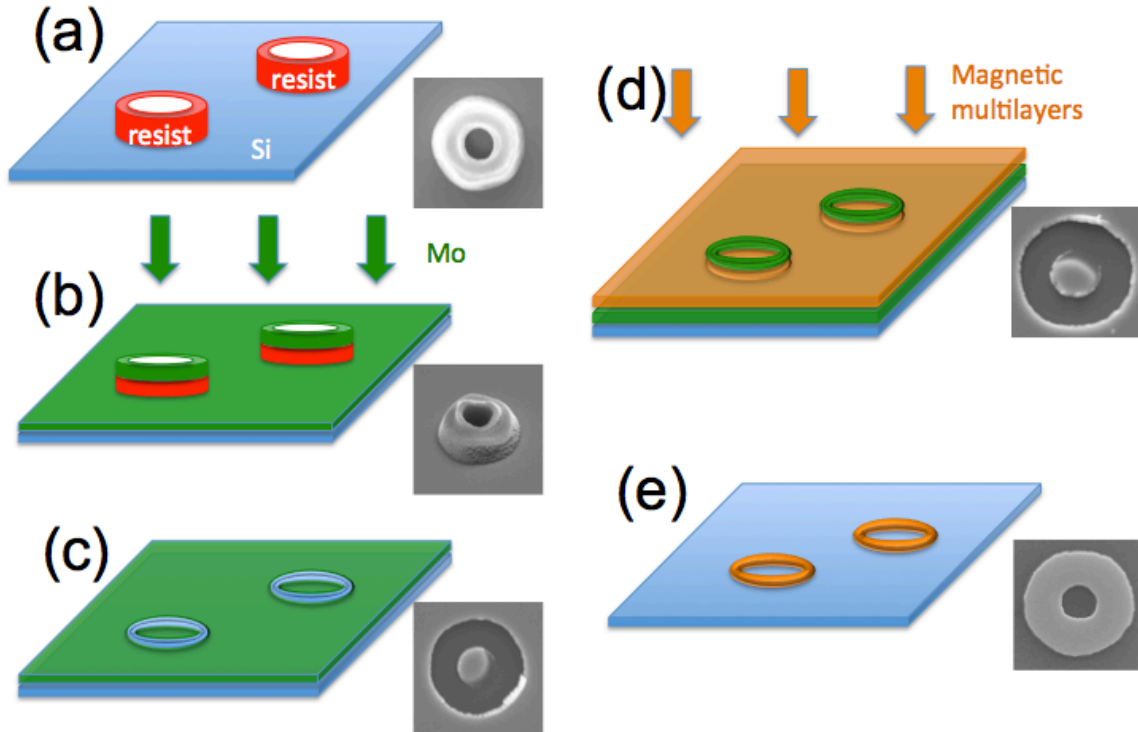 (a)
resist
resist
Si
Mo
(b)
(c)
(d)
Magnetic
multilayers
(e)